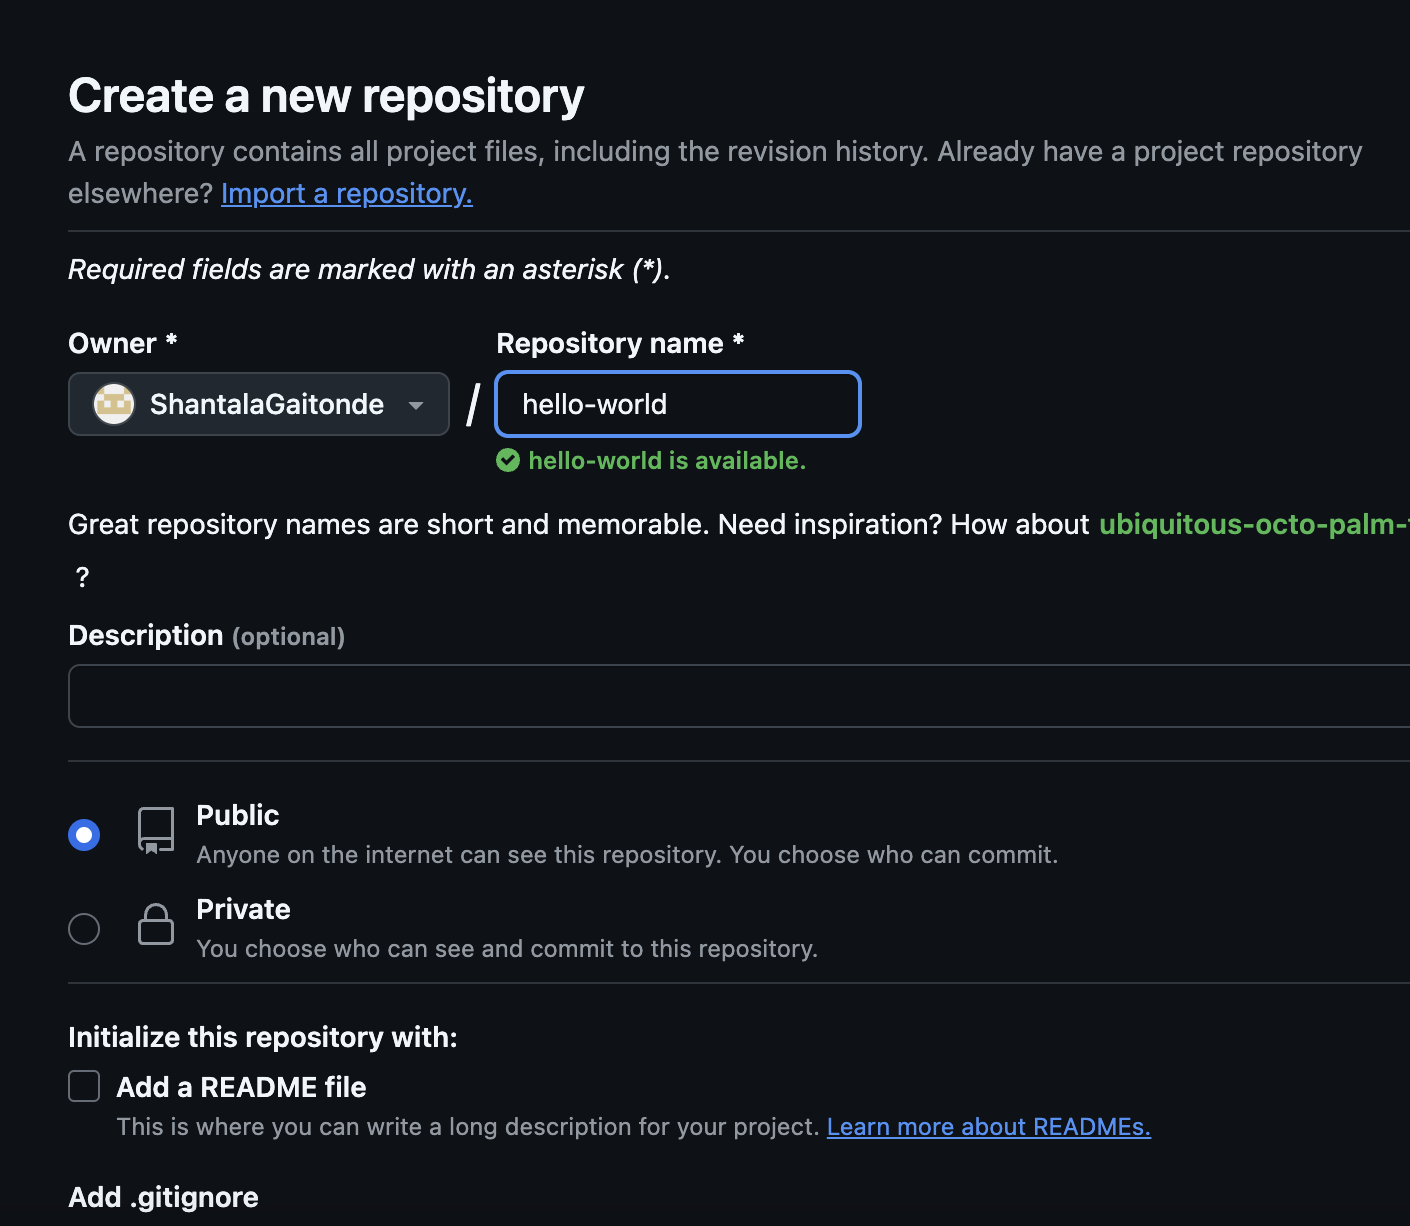 Create a new repository
A repository contains all project files, including the revision history. Already have a project repository
elsewhere? Import a repository.
Required fields are marked with an asterisk (*).
Owner * Repository name *
ShantalaGaitonde / hello-world
hello-world is available.
Great repository names are short and memorable. Need inspiration? How about ubiquitous-octo-palm-
?
Description (optional)
Public
Anyone on the internet can see this repository. You choose who can commit.
Private
You choose who can see and commit to this repository.
Initialize this repository with:
Add a README file
This is where you can write a long description for your project. Learn more about READMEs.
Add .gitignore